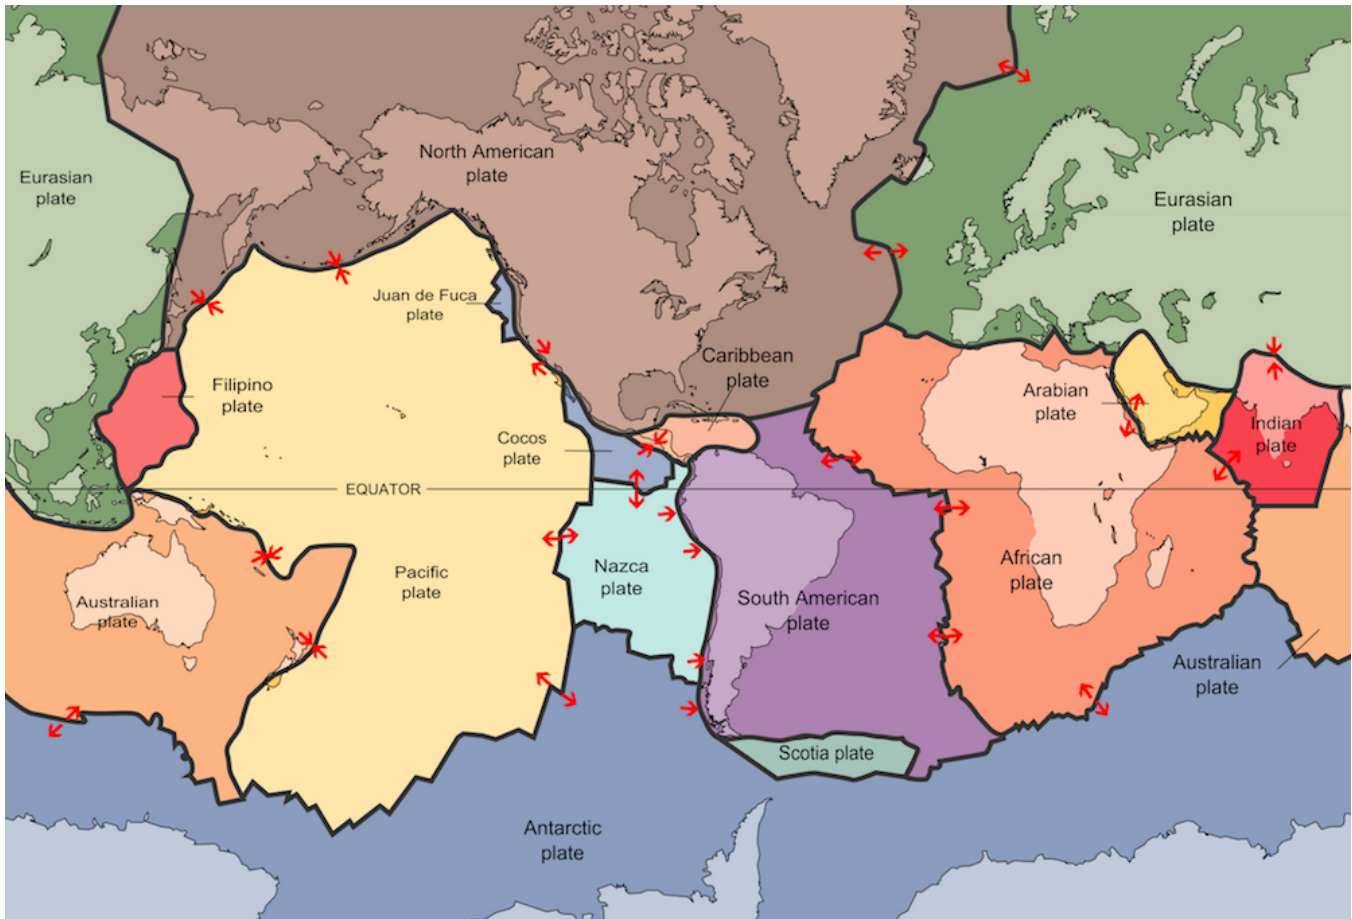 North American
plate
Eurasian
plate
Eurasian
plate
Juan de Fuca
plate
Caribbean
plate
Filipino
plate
Arabian
plate
Indian
plate
Cocos
plate
EQUATOR
Pacific
plate
Nazca
plate
African
plate
South American
plate
Australian
plate
Australian
plate
Scotia plate
Antarctic
plate